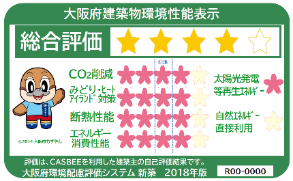 大阪府建築物環境性能表示
総合評価
CO2削減
みどり・ヒート
アイランド対策
断熱性能
エネルギー
消費性能
太陽光発電
等再生エネルギー
自然エネルギー
直接利用
評価は、CASBEEを利用した建築主の自己評価結果です。
大阪府環境配慮評価システム 新築 2018年版
R00-0000